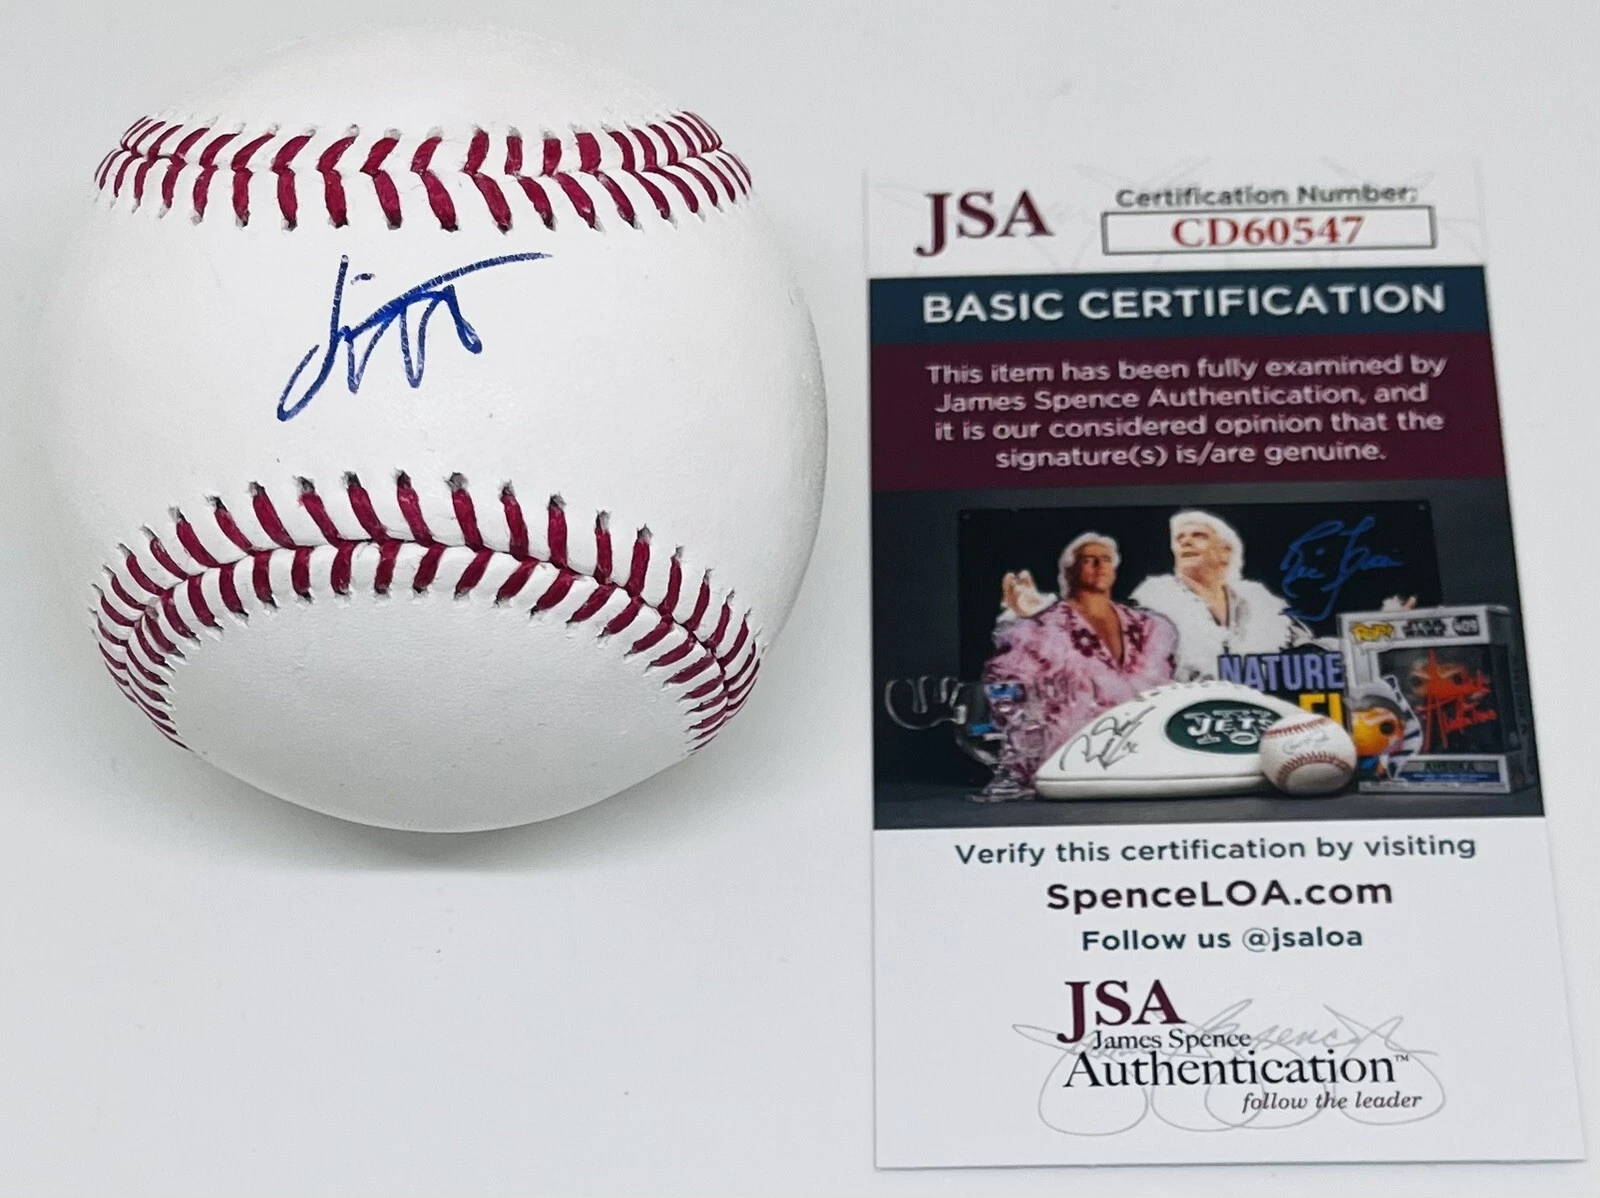 JSA
Certification Number:
CD60547
BASIC CERTIFICATION
This item has been fully examined by
James Spence Authentication, and
it is our considered opinion that the
signature(s) is/are genuine.
NATURE
JETS
Verify this certification by visiting
SpenceLOA.com
Follow us @jsaloa
JSA
James Spence
Authentication™
follow the leader